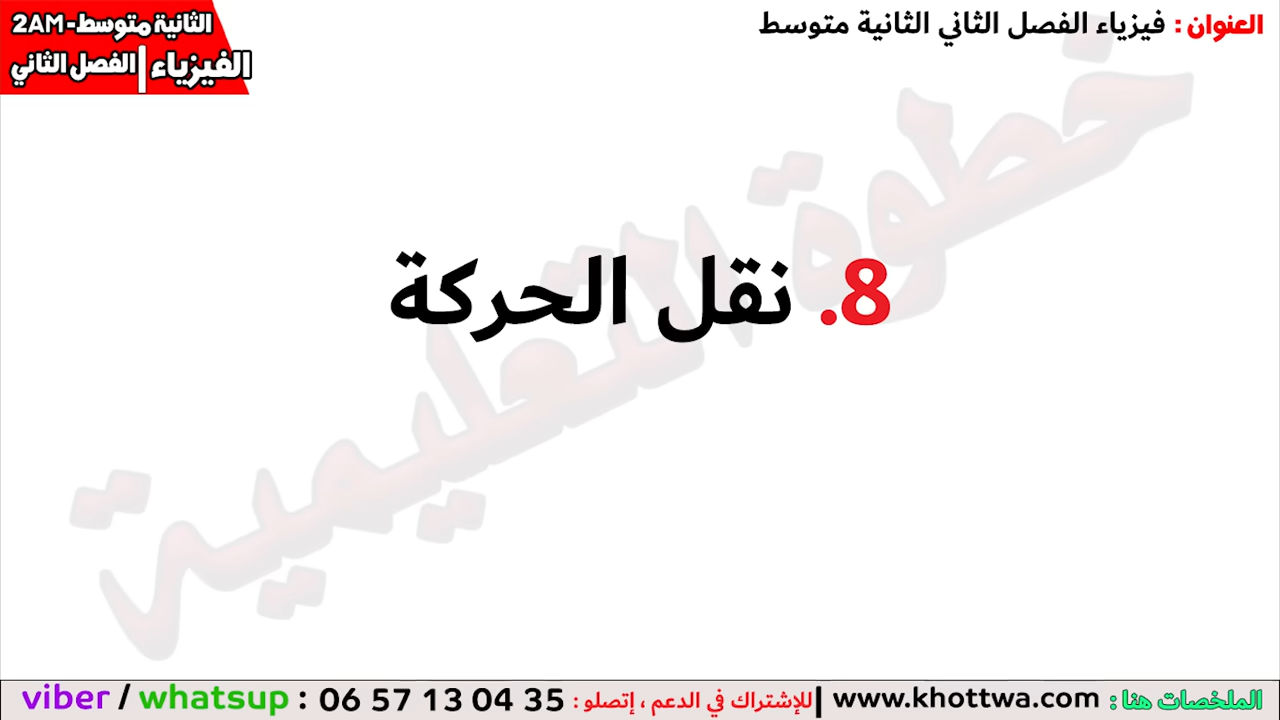 العنوان : فيزياء الفصل الثاني الثانية متوسط
الثانية متوسط-2AM
الفيزياء | الفصل الثاني
8. نقل الحركة
خطوة التعليمية
الملخصات هنا : www.khottwa.com | للإشتراك في الدعم ، إتصلو : 06 57 13 04 35 : viber / whatsup